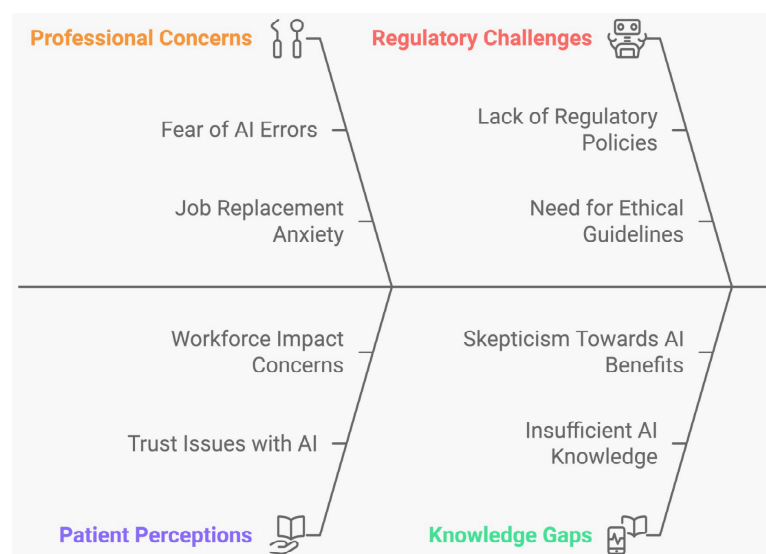 Professional Concerns
Regulatory Challenges
Fear of AI Errors
Lack of Regulatory
Policies
Job Replacement
Anxiety
Need for Ethical
Guidelines
Workforce Impact
Concerns
Skepticism Towards AI
Benefits
Trust Issues with AI
Insufficient AI
Knowledge
Patient Perceptions
Knowledge Gaps